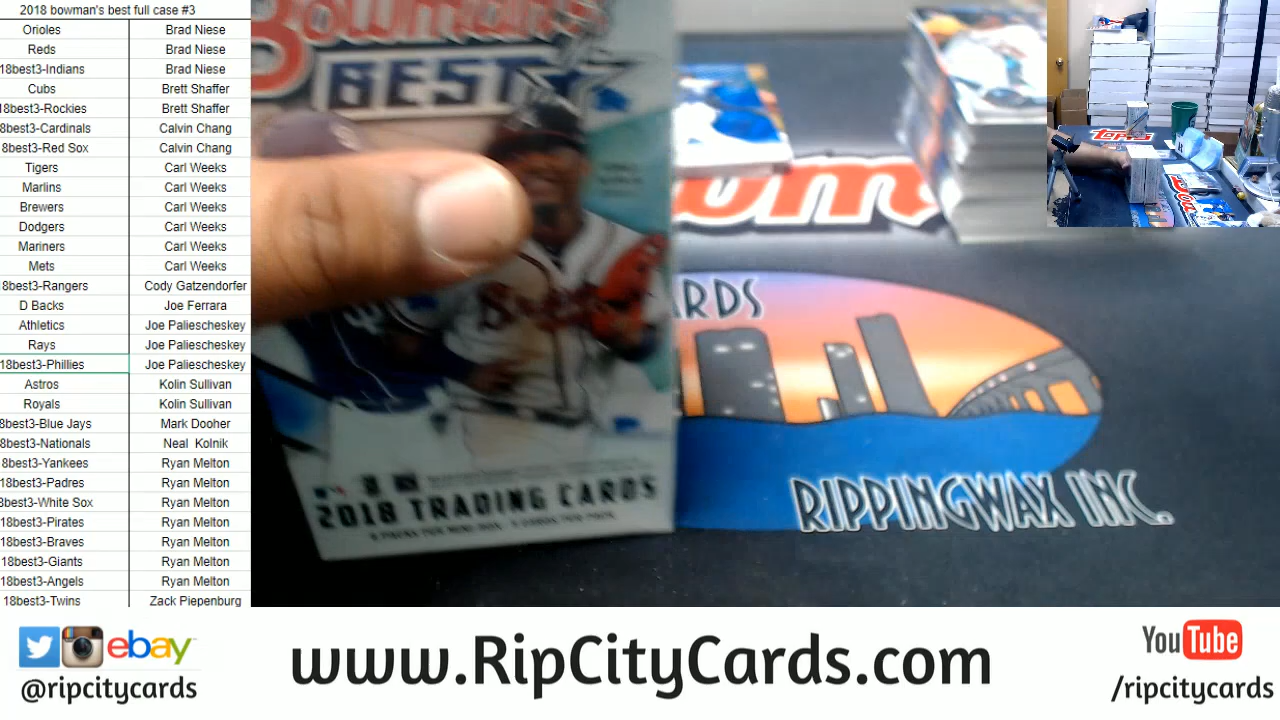 2018 bowman's best full case #3
Orioles Brad Niese
Reds Brad Niese
18best3-Indians Brad Niese
Cubs Brett Shaffer
8best3-Rockies Brett Shaffer
8best3-Cardinals Calvin Chang
8best3-Red Sox Calvin Chang
Tigers Carl Weeks
Marlins Carl Weeks
Brewers Carl Weeks
Dodgers Carl Weeks
Mariners Carl Weeks
Mets Carl Weeks
8best3-Rangers Cody Gatzendorfer
D Backs Joe Ferrara
Athletics Joe Paliescheskey
Rays Joe Paliescheskey
18best3-Phillies Joe Paliescheskey
Astros Kolin Sullivan
Royals Kolin Sullivan
8best3-Blue Jays Mark Dooher
8best3-Nationals Neal Kolnik
8best3-Yankees Ryan Melton
18best3-Padres Ryan Melton
best3-White Sox Ryan Melton
18best3-Pirates Ryan Melton
18best3-Braves Ryan Melton
18best3-Giants Ryan Melton
18best3-Angels Ryan Melton
18best3-Twins Zack Piepenburg
Bowman's
BEST
2018 TRADING CARDS
topps
ARDS
RIPPINGWAX INC.
ebay
@ripcitycards
www.RipCityCards.com
YouTube
/ripcitycards